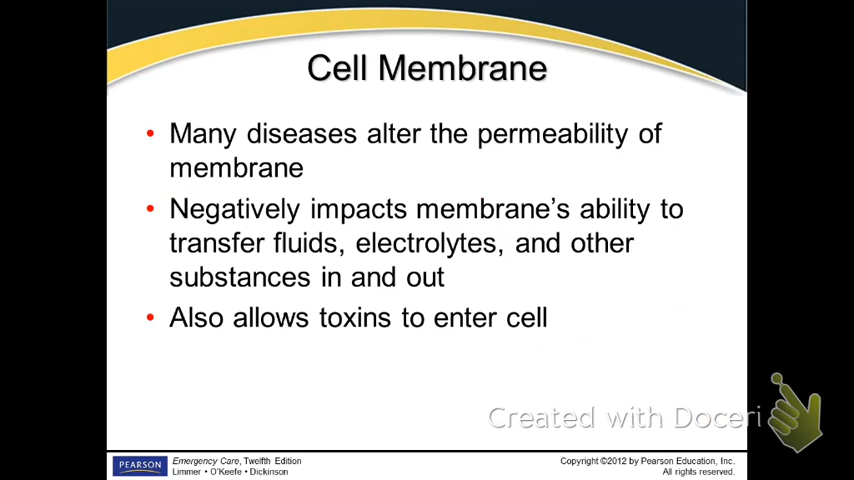 Cell Membrane
• Many diseases alter the permeability of
membrane
• Negatively impacts membrane's ability to
transfer fluids, electrolytes, and other
substances in and out
• Also allows toxins to enter cell
Created with Doceri
PEARSON
Emergency Care, Twelfth Edition
Limmer • O'Keefe • Dickinson
Copyright ©2012 by Pearson Education, Inc.
All rights reserved.